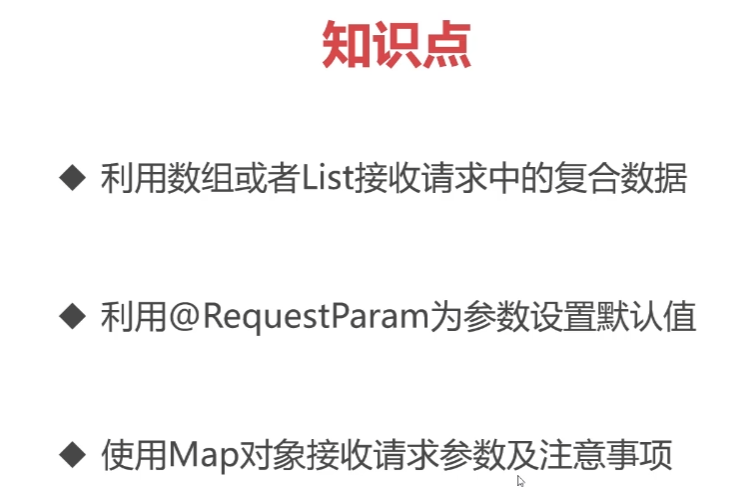 知识点
◆ 利用数组或者List接收请求中的复合数据
◆ 利用@RequestParam为参数设置默认值
◆ 使用Map对象接收请求参数及注意事项